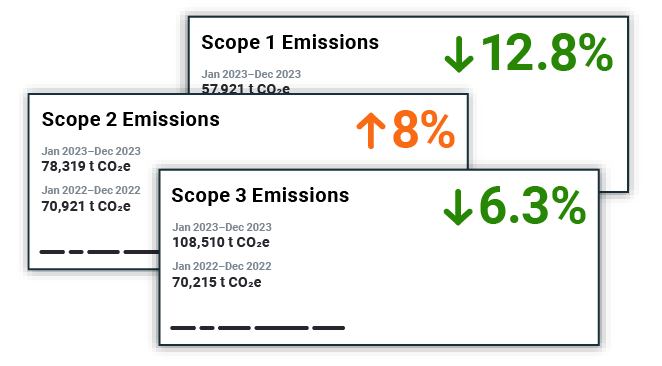 Scope 1 Emissions
↓12.8%
Jan 2023–Dec 2023
57,921 t CO₂e
Scope 2 Emissions
↑8%
Jan 2023–Dec 2023
78,319 t CO₂e
Jan 2022–Dec 2022
70,921 t CO₂e
Scope 3 Emissions
↓6.3%
Jan 2023–Dec 2023
108,510 t CO₂e
Jan 2022–Dec 2022
70,215 t CO₂e